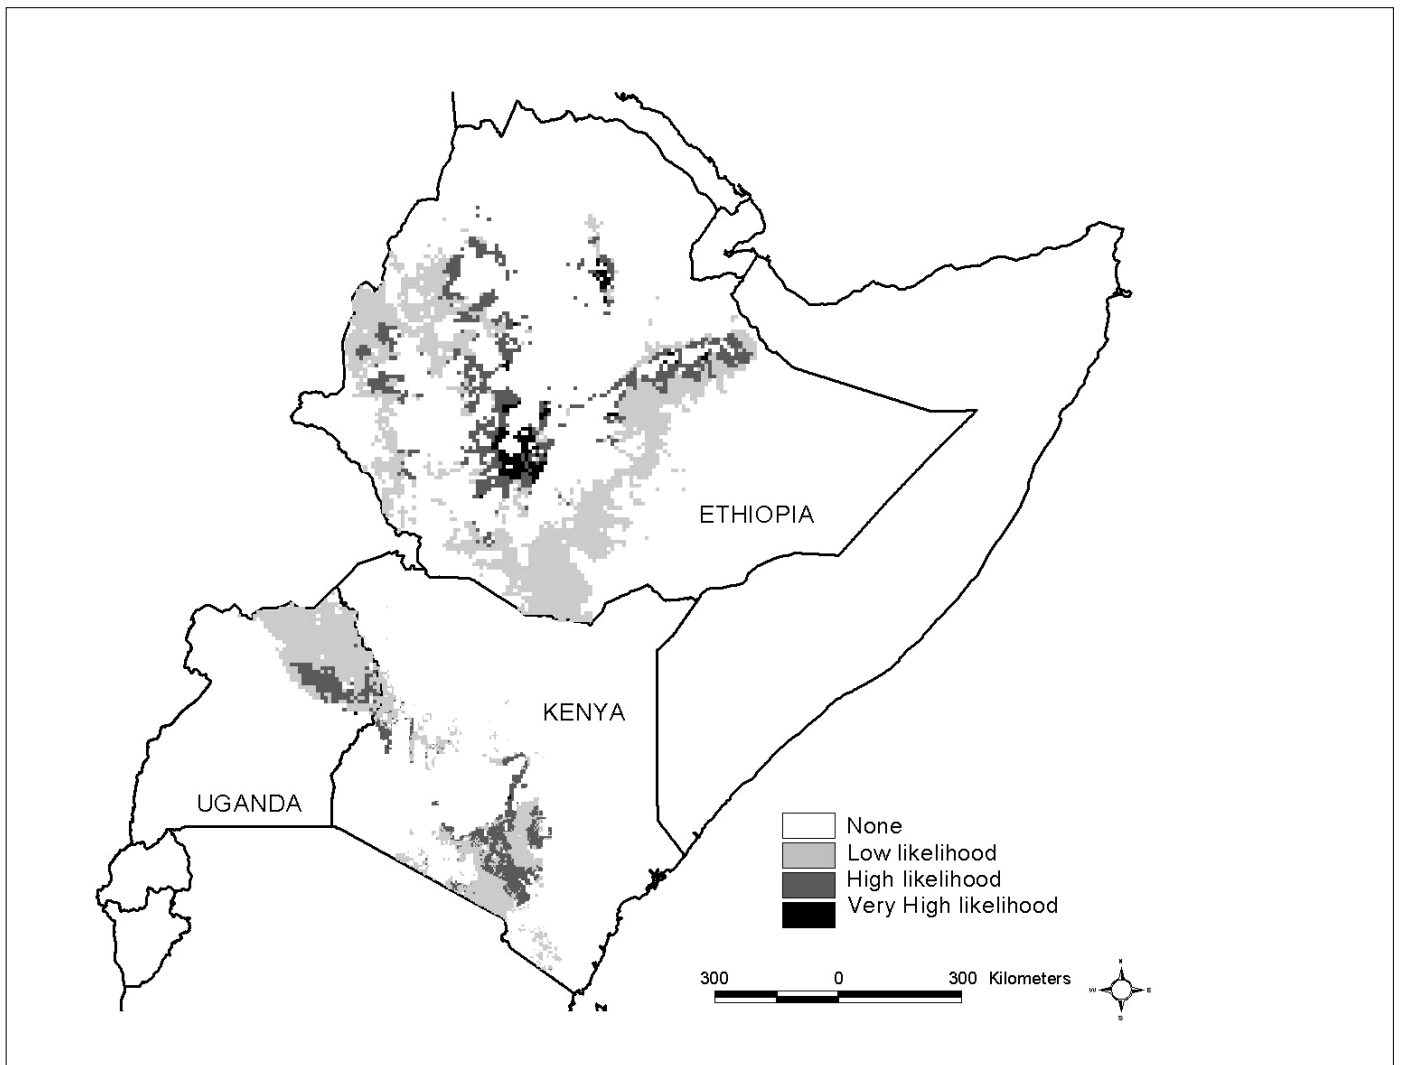 ETHIOPIA
KENYA
UGANDA
None
Low likelihood
High likelihood
Very High likelihood
300 0 300 Kilometers